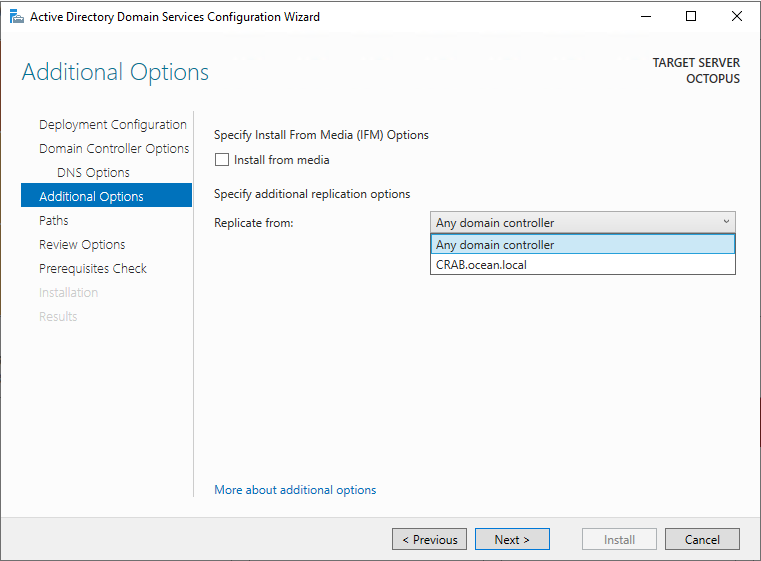 Active Directory Domain Services Configuration Wizard
Additional Options
TARGET SERVER
OCTOPUS
Deployment Configuration
Domain Controller Options
DNS Options
Additional Options
Paths
Review Options
Prerequisites Check
Installation
Results
Specify Install From Media (IFM) Options
Install from media
Specify additional replication options
Replicate from:
Any domain controller
Any domain controller
CRAB.ocean.local
More about additional options
< Previous
Next >
Install
Cancel